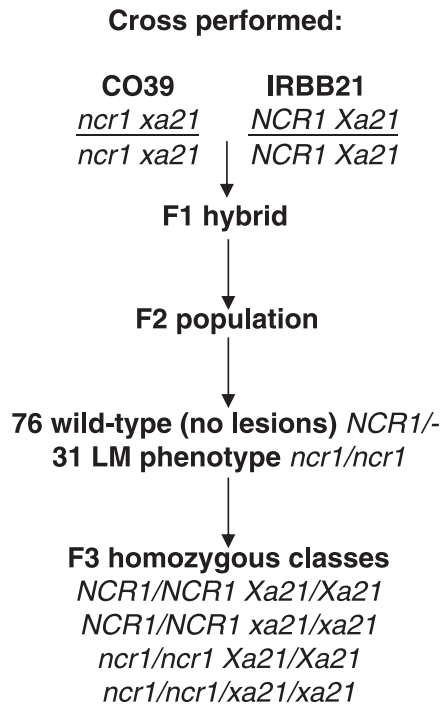 Cross performed:
CO39 IRBB21
ncr1 xa21 NCR1 Xa21
ncr1 xa21 NCR1 Xa21
F1 hybrid
F2 population
76 wild-type (no lesions) NCR1/-
31 LM phenotype ncr1/ncr1
F3 homozygous classes
NCR1/NCR1 Xa21/Xa21
NCR1/NCR1 xa21/xa21
ncr1/ncr1 Xa21/Xa21
ncr1/ncr1/xa21/xa21